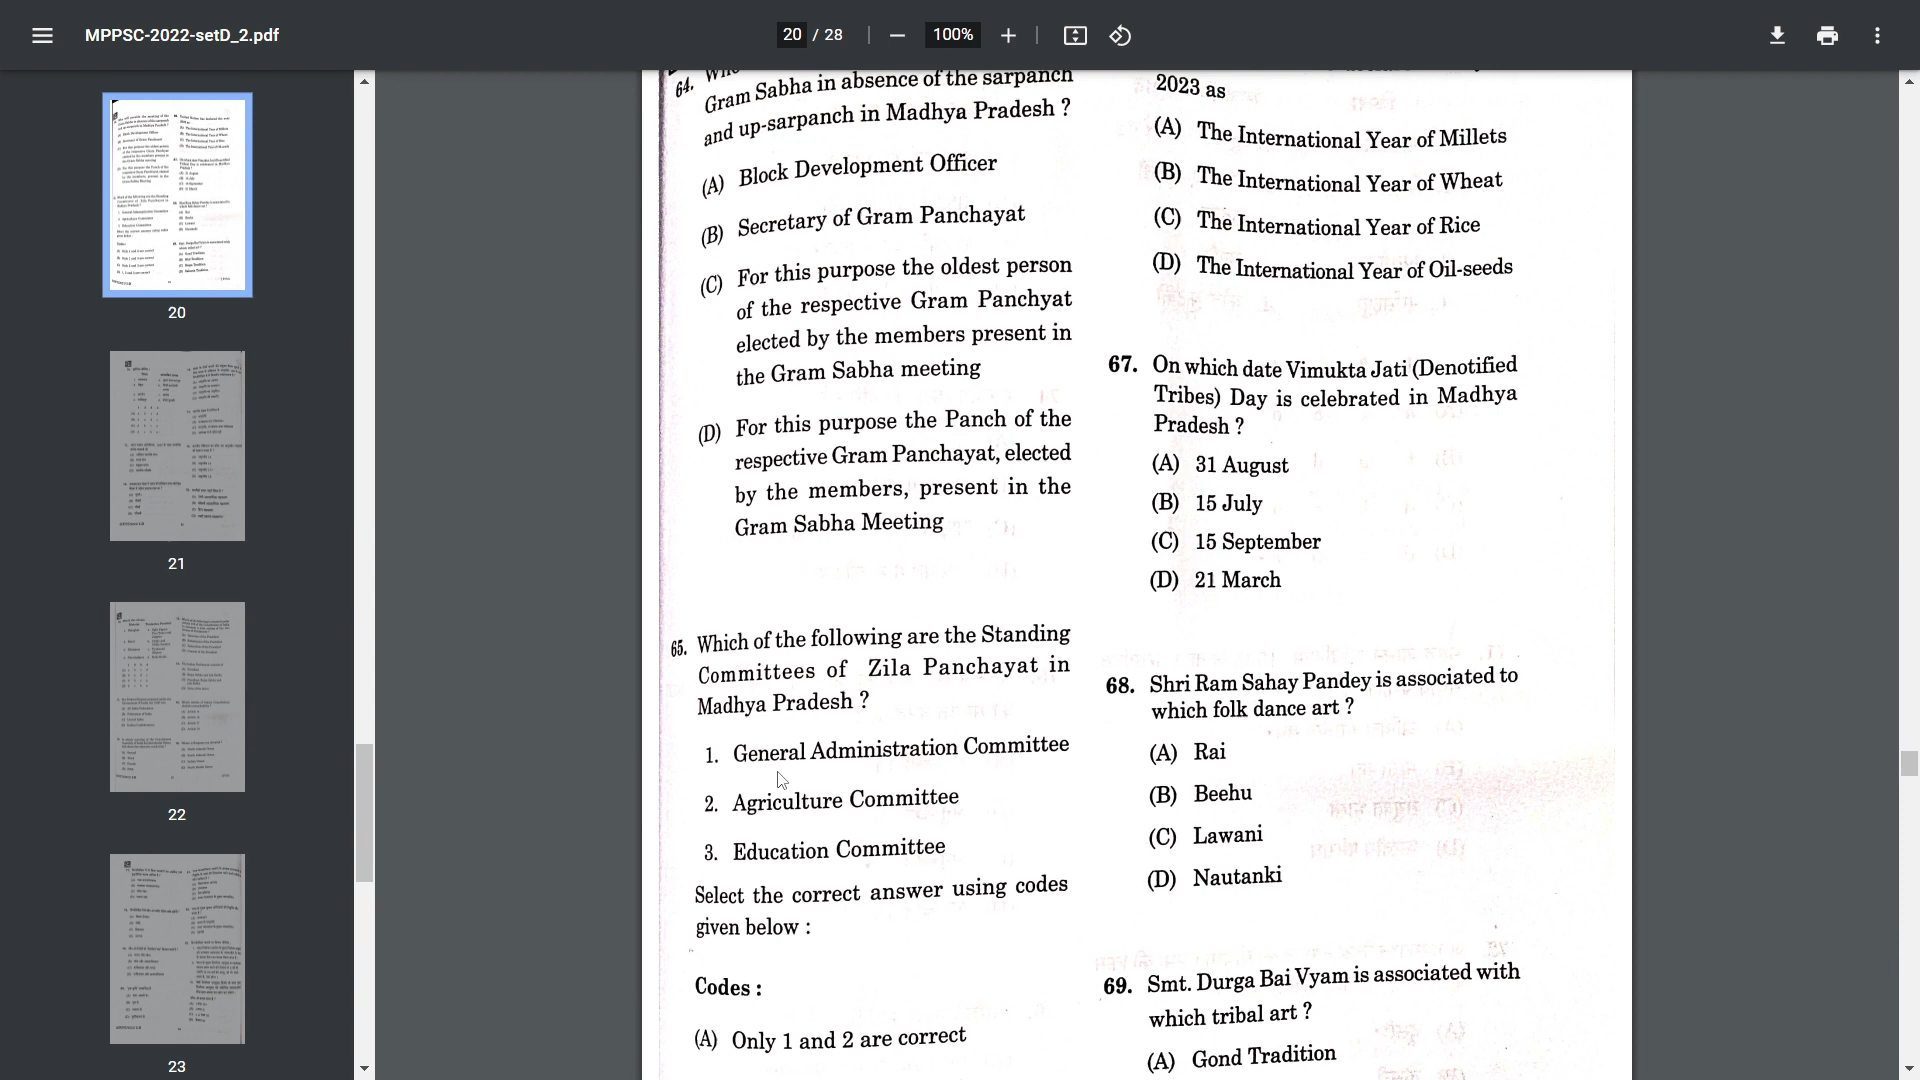 MPPSC-2022-setD_2.pdf
20 / 28
100%
20
21
22
23
64.
Gram Sabha in absence of the sarpanch
and up-sarpanch in Madhya Pradesh ?
(A) Block Development Officer
(B) Secretary of Gram Panchayat
(C) For this purpose the oldest person
of the respective Gram Panchyat
elected by the members present in
the Gram Sabha meeting
(D) For this purpose the Panch of the
respective Gram Panchayat, elected
by the members, present in the
Gram Sabha Meeting
65. Which of the following are the Standing
Committees of Zila Panchayat in
Madhya Pradesh ?
1. General Administration Committee
2. Agriculture Committee
3. Education Committee
Select the correct answer using codes
given below :
Codes :
(A) Only 1 and 2 are correct
2023 as
(A) The International Year of Millets
(B) The International Year of Wheat
(C) The International Year of Rice
(D) The International Year of Oil-seeds
67. On which date Vimukta Jati (Denotified
Tribes) Day is celebrated in Madhya
Pradesh ?
(A) 31 August
(B) 15 July
(C) 15 September
(D) 21 March
68. Shri Ram Sahay Pandey is associated to
which folk dance art ?
(A) Rai
(B) Beehu
(C) Lawani
(D) Nautanki
69. Smt. Durga Bai Vyam is associated with
which tribal art ?
(A) Gond Tradition